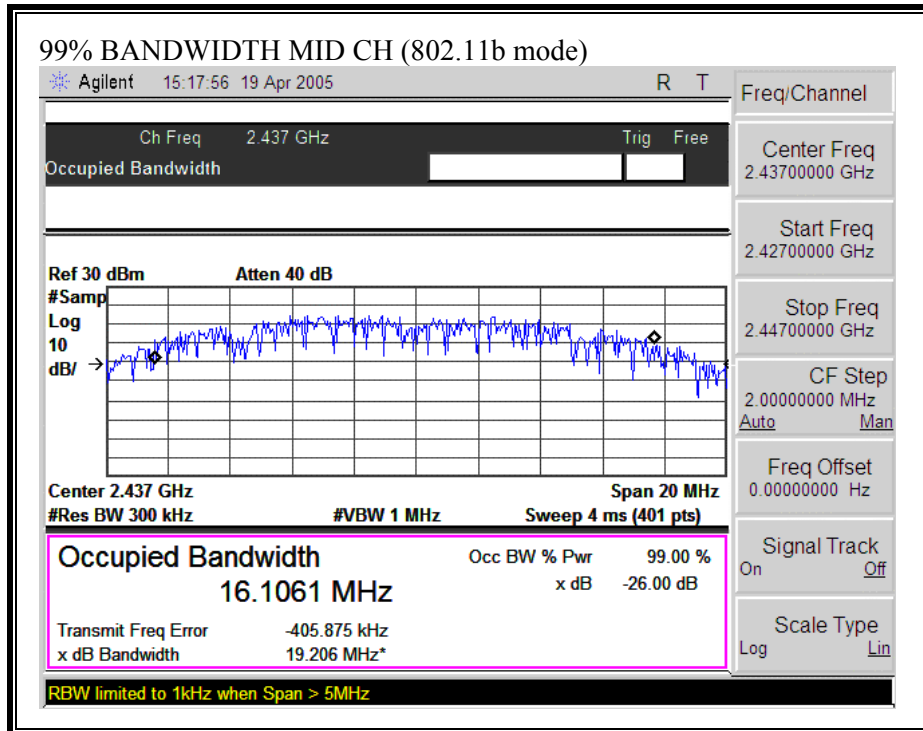 99% BANDWIDTH MID CH (802.11b mode)
Agilent 15:17:56 19 Apr 2005 R T
Freq/Channel
Ch Freq 2.437 GHz Trig Free
Occupied Bandwidth
Center Freq
2.43700000 GHz
Start Freq
2.42700000 GHz
Ref 30 dBm Atten 40 dB
#Samp
Log
10
dB/
Stop Freq
2.44700000 GHz
CF Step
2.00000000 MHz
Auto Man
Freq Offset
0.00000000 Hz
Center 2.437 GHz Span 20 MHz
#Res BW 300 kHz #VBW 1 MHz Sweep 4 ms (401 pts)
Occupied Bandwidth Occ BW % Pwr 99.00 %
16.1061 MHz x dB -26.00 dB
Signal Track
On Off
Transmit Freq Error -405.875 kHz
x dB Bandwidth 19.206 MHz*
Scale Type
Log Lin
RBW limited to 1kHz when Span > 5MHz